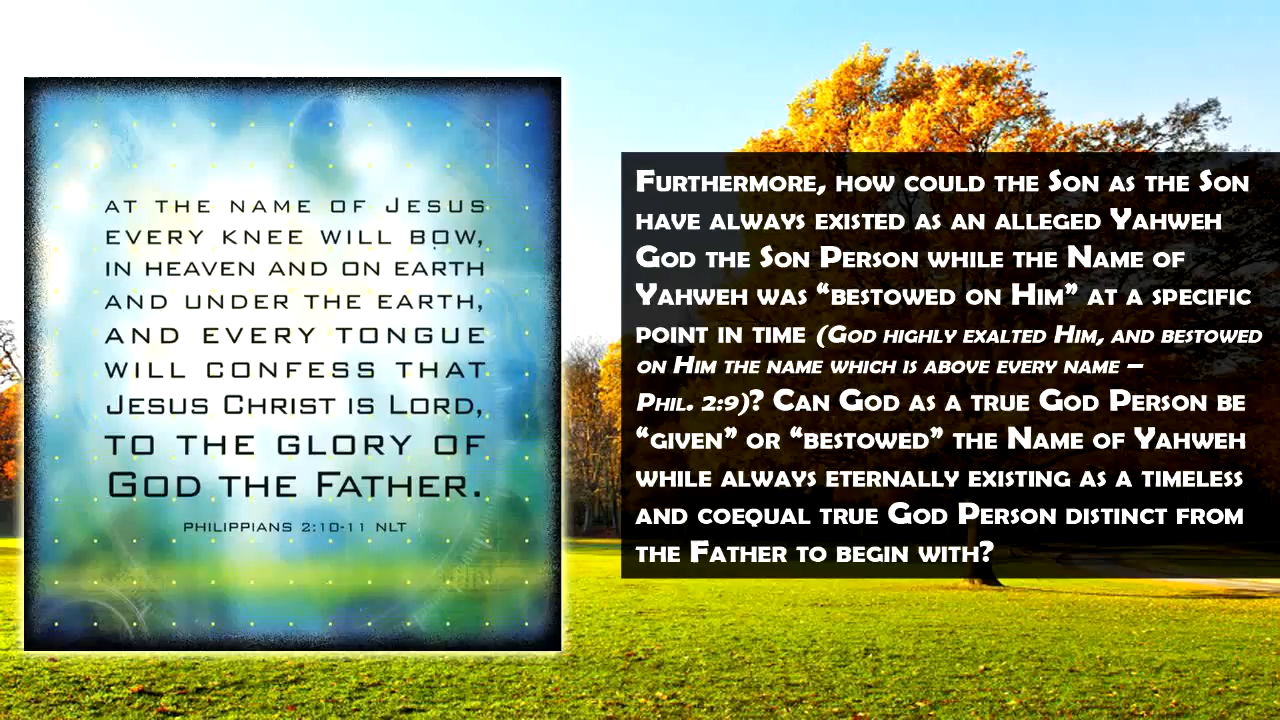 AT THE NAME OF JESUS
EVERY KNEE WILL BOW,
IN HEAVEN AND ON EARTH
AND UNDER THE EARTH,
AND EVERY TONGUE
WILL CONFESS THAT
JESUS CHRIST IS LORD,
TO THE GLORY OF
GOD THE FATHER.
PHILIPPIANS 2:10-11 NLT
FURTHERMORE, HOW COULD THE SON AS THE SON
HAVE ALWAYS EXISTED AS AN ALLEGED YAHWEH
GOD THE SON PERSON WHILE THE NAME OF
YAHWEH WAS “BESTOWED ON HIM” AT A SPECIFIC
POINT IN TIME (GOD HIGHLY EXALTED HIM, AND BESTOWED
ON HIM THE NAME WHICH IS ABOVE EVERY NAME –
PHIL. 2:9)? CAN GOD AS A TRUE GOD PERSON BE
“GIVEN” OR “BESTOWED” THE NAME OF YAHWEH
WHILE ALWAYS ETERNALLY EXISTING AS A TIMELESS
AND COEQUAL TRUE GOD PERSON DISTINCT FROM
THE FATHER TO BEGIN WITH?